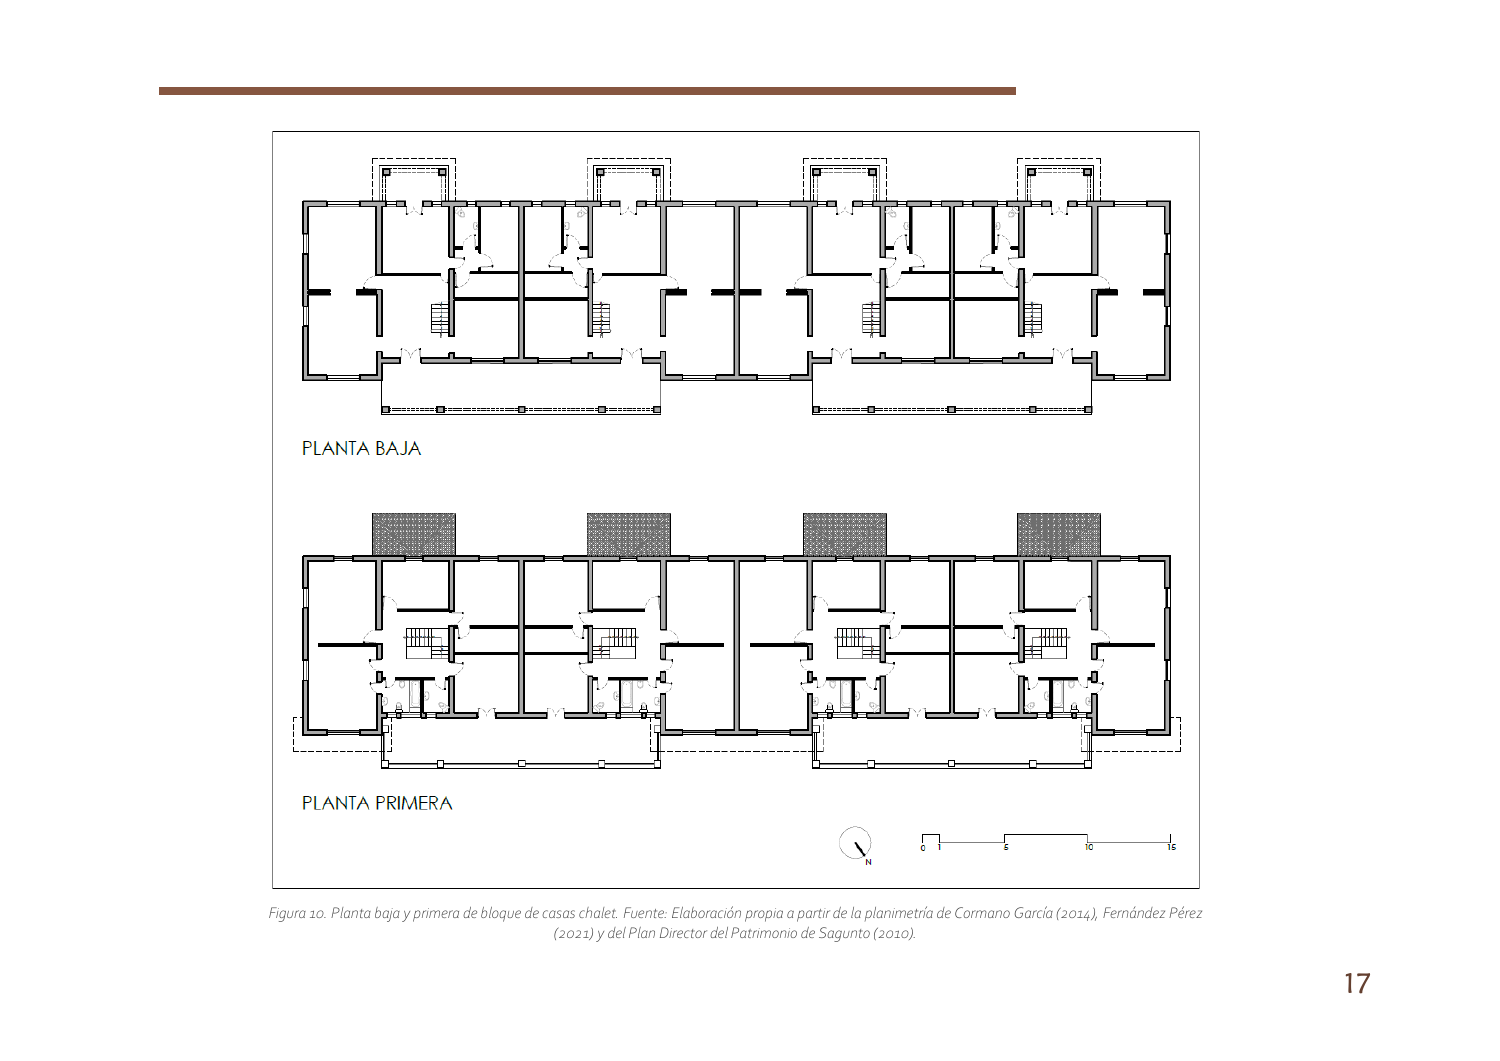 PLANTA BAJA
PLANTA PRIMERA
N
0 1 5 10 15
Figura 10. Planta baja y primera de bloque de casas chalet. Fuente: Elaboración propia a partir de la planimetría de Cormano García (2014), Fernández Pérez
(2021) y del Plan Director del Patrimonio de Sagunto (2010).
17